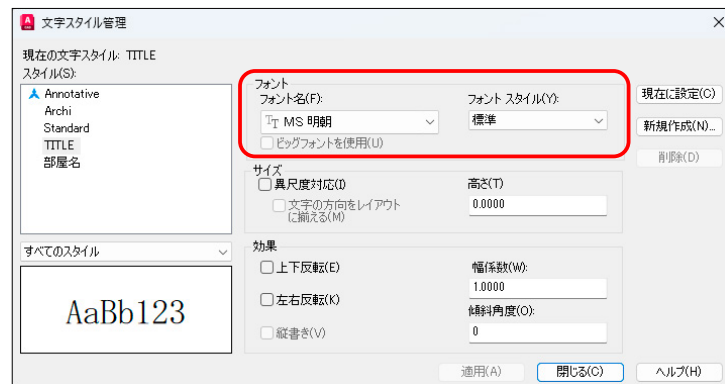 文字スタイル管理
現在の文字スタイル: TITLE
スタイル(S):
Annotative
Archi
Standard
TITLE
部屋名
すべてのスタイル
AaBb123
フォント
フォント名(F):
フォント スタイル(Y):
MS 明朝
標準
ビッグフォントを使用(U)
サイズ
異尺度対応(I)
高さ(T)
文字の方向をレイアウト
に揃える(M)
0.0000
効果
上下反転(E)
幅係数(W):
1.0000
左右反転(K)
傾斜角度(O):
縦書き(V)
0
現在に設定(C)
新規作成(N)...
削除(D)
適用(A)
閉じる(C)
ヘルプ(H)